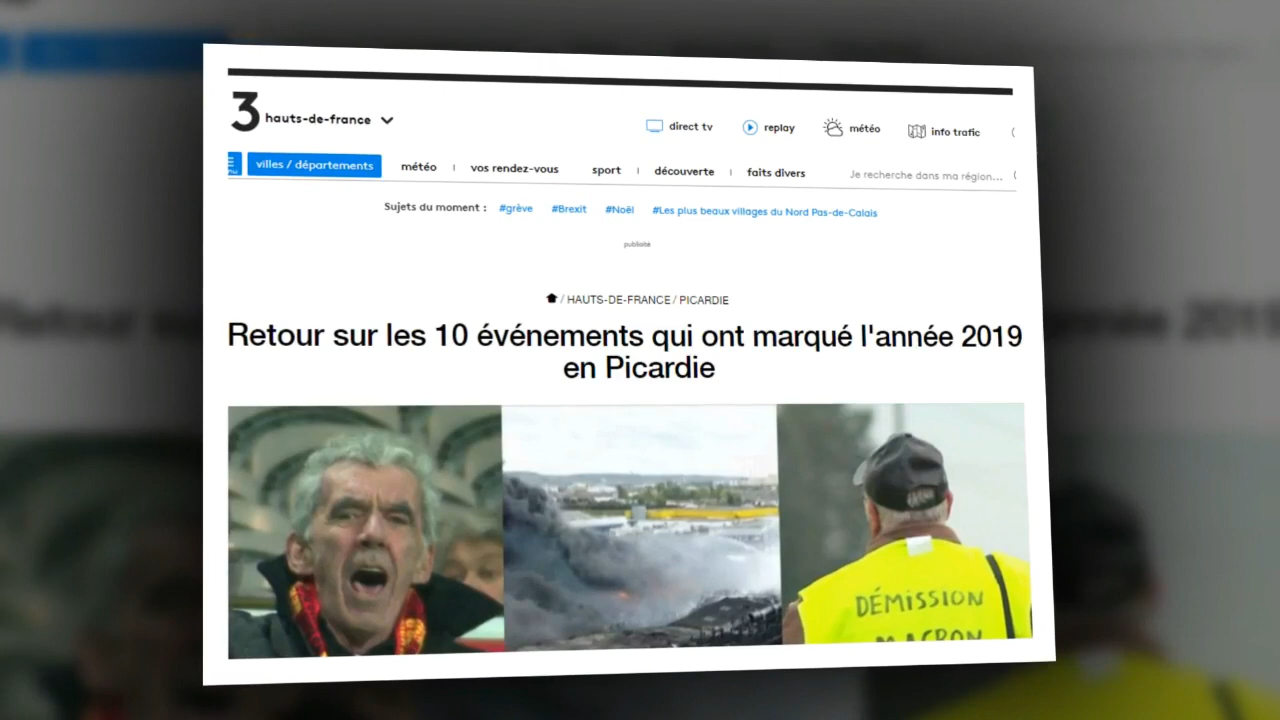 3 hauts-de-france
direct tv
replay
météo
info trafic
villes / départements
météo
vos rendez-vous
sport
découverte
faits divers
Je recherche dans ma région...
Sujets du moment : #grève #Brexit #Noël #Les plus beaux villages du Nord Pas-de-Calais
publicité
/ HAUTS-DE-FRANCE / PICARDIE
Retour sur les 10 événements qui ont marqué l'année 2019
en Picardie
DÉMISSION
MACRON